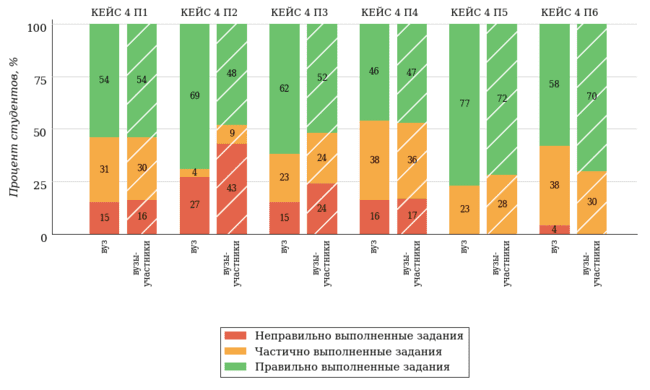 КЕЙС 4 П1 КЕЙС 4 П2 КЕЙС 4 П3 КЕЙС 4 П4 КЕЙС 4 П5 КЕЙС 4 П6
Процент студентов, %
100
75
50
25
0
54 54 69 48 62 52 46 47 77 72 58 70
31 30 4 9 23 24 38 36 23 28 38 30
15 16 27 43 15 24 16 17 4
вуз вузы-участники вуз вузы-участники вуз вузы-участники вуз вузы-участники вуз вузы-участники вуз вузы-участники
Неправильно выполненные задания
Частично выполненные задания
Правильно выполненные задания